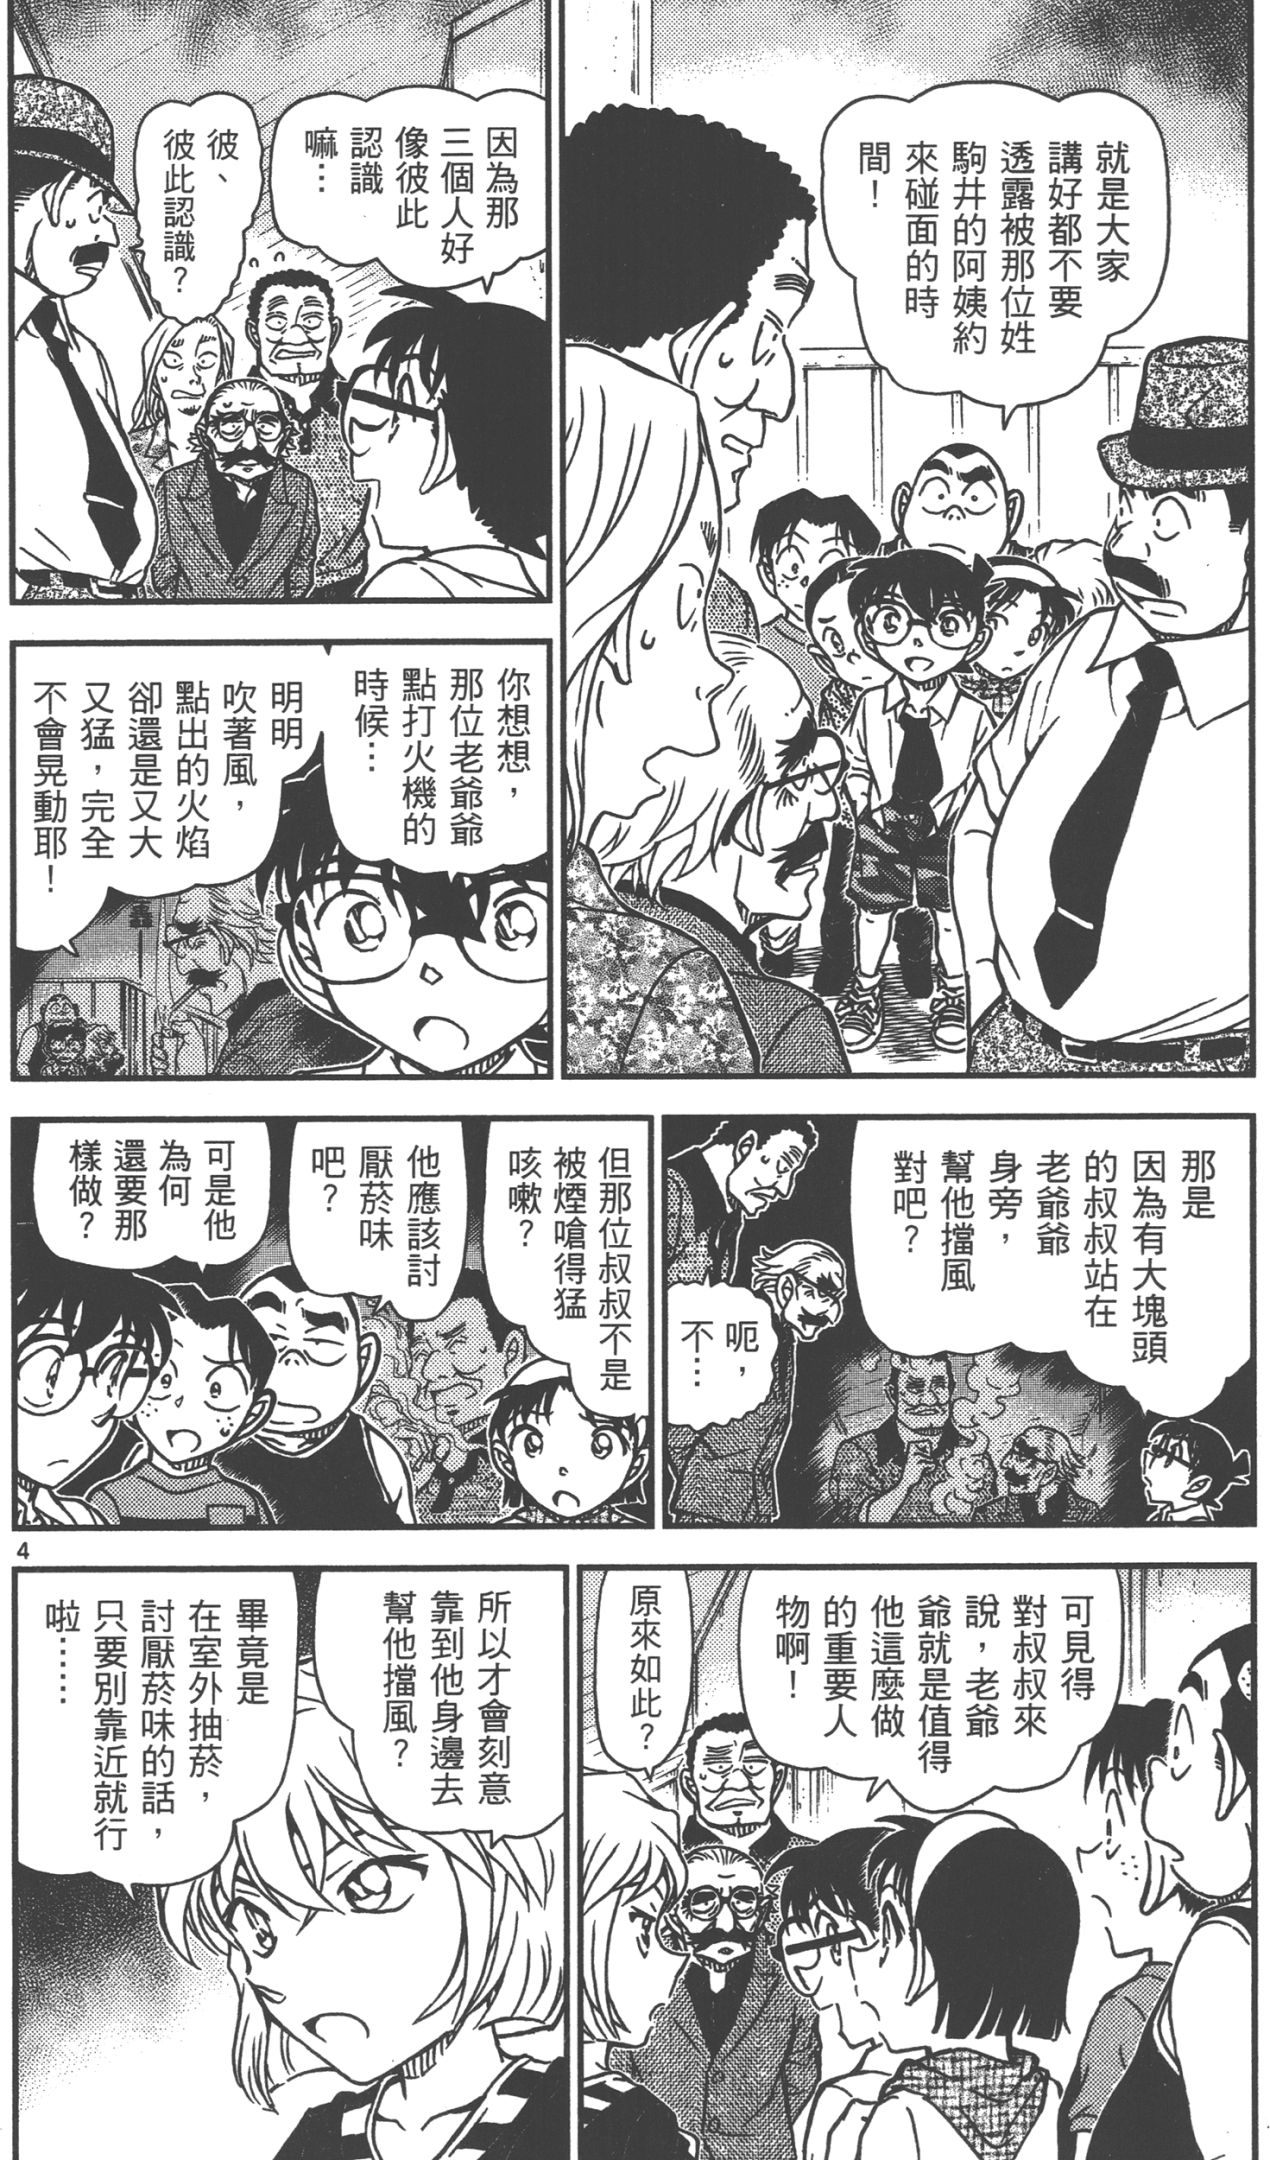 就是大家
講好都不要
透露被那位姓
駒井的阿姨約
來碰面的時
間！
因為那
三個人好
像彼此
認識
嘛…
彼、
彼此認識？
你想想，
那位老爺爺
點打火機的
時候…
明明
吹著風，
點出的火焰
卻還是又大
又猛，完全
不會晃動耶！
那是
因為有大塊頭
的叔叔站在
老爺爺
身旁，
幫他擋風
對吧？
呃，
不…
但那位叔叔不是
被煙嗆得猛
咳嗽？
他應該討
厭菸味
吧？
可是他
為何
還要那
樣做？
可見得
對叔叔來
說，老爺
爺就是值得
他這麼做
的重要人
物啊！
原來如此？
所以才會刻意
靠到他身邊去
幫他擋風？
畢竟是
在室外抽菸，
討厭菸味的話，
只要別靠近就行
啦……
4